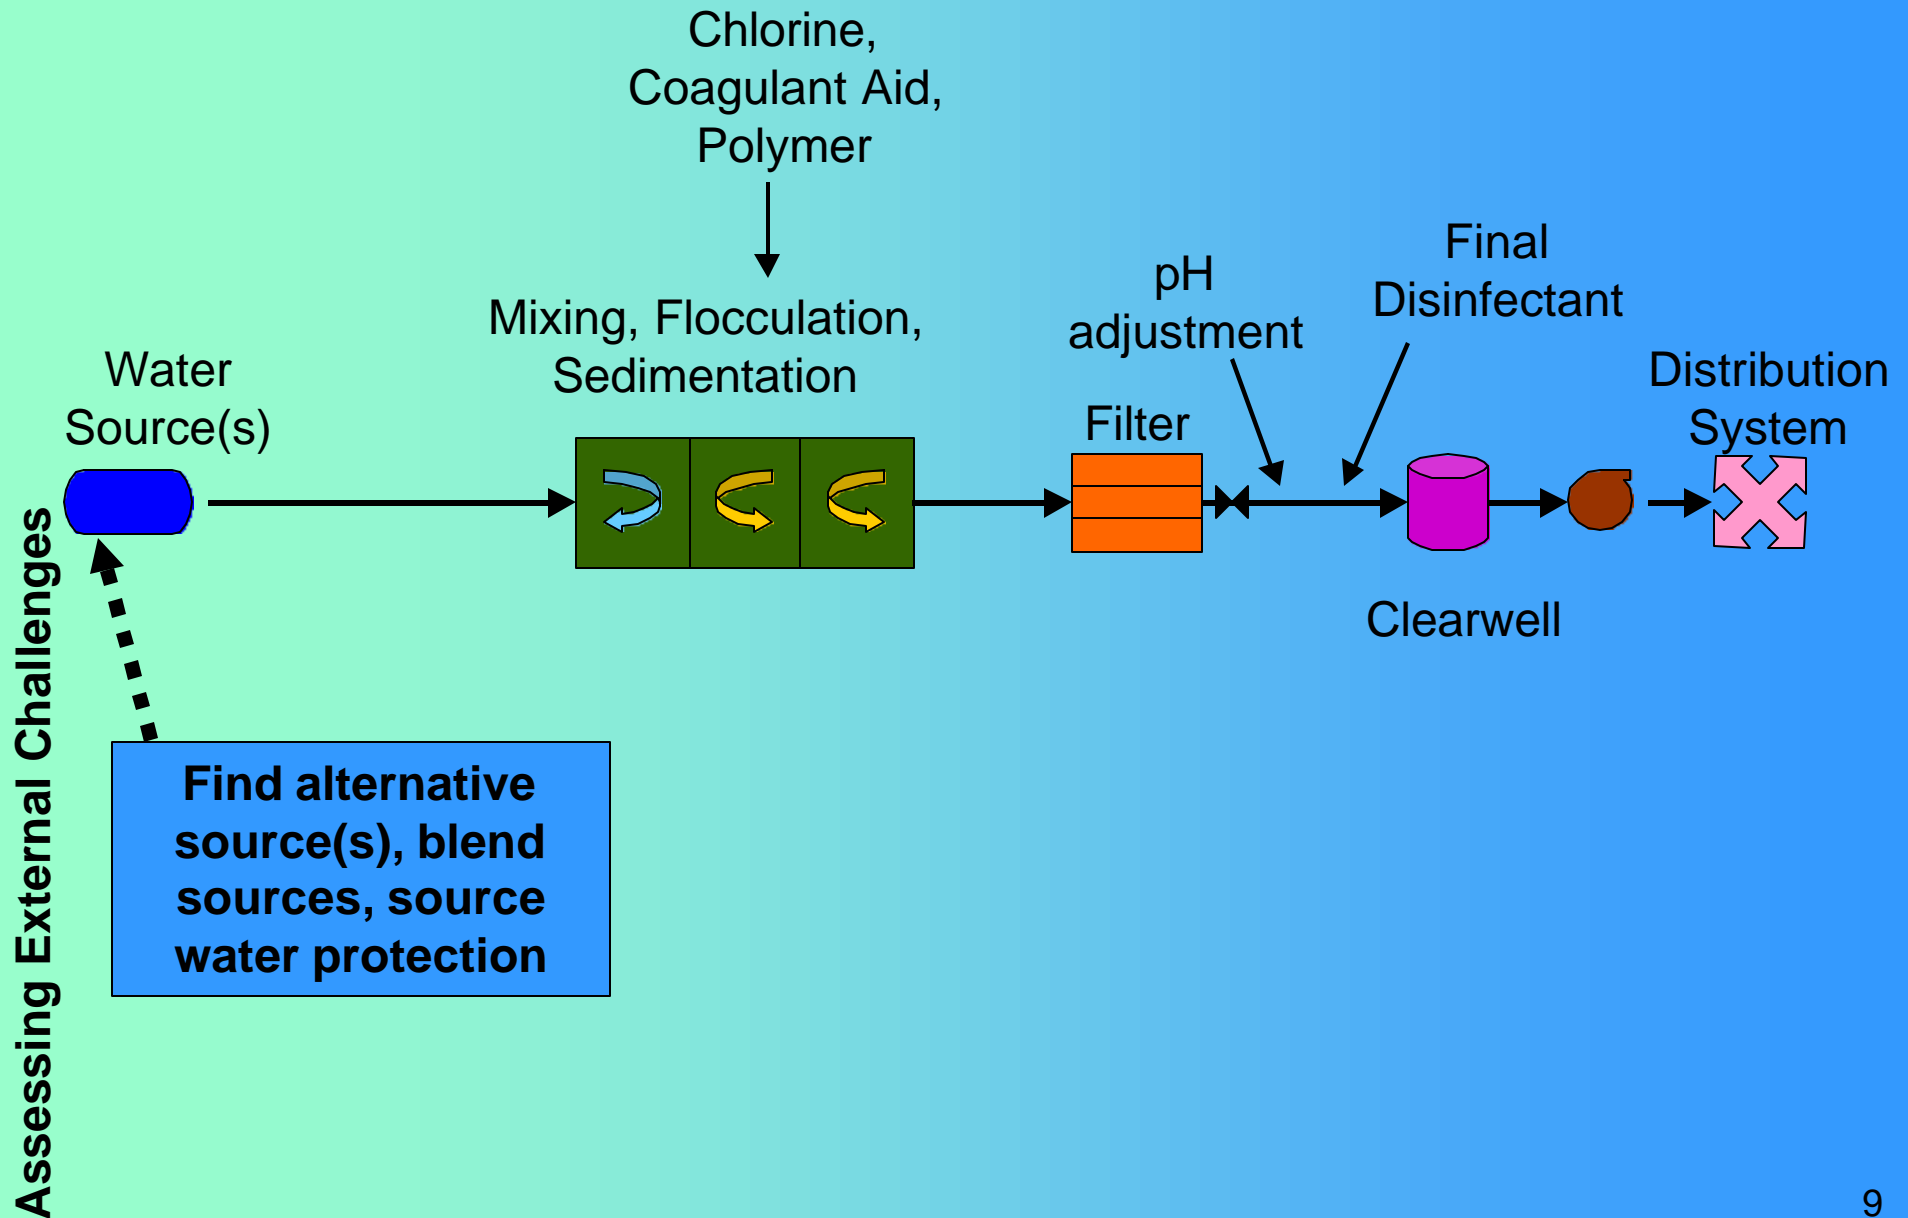 Chlorine,
Coagulant Aid,
Polymer
Mixing, Flocculation,
Sedimentation
pH
adjustment
Final
Disinfectant
Water
Source(s)
Filter
Distribution
System
Clearwell
Find alternative
source(s), blend
sources, source
water protection
Assessing External Challenges
9